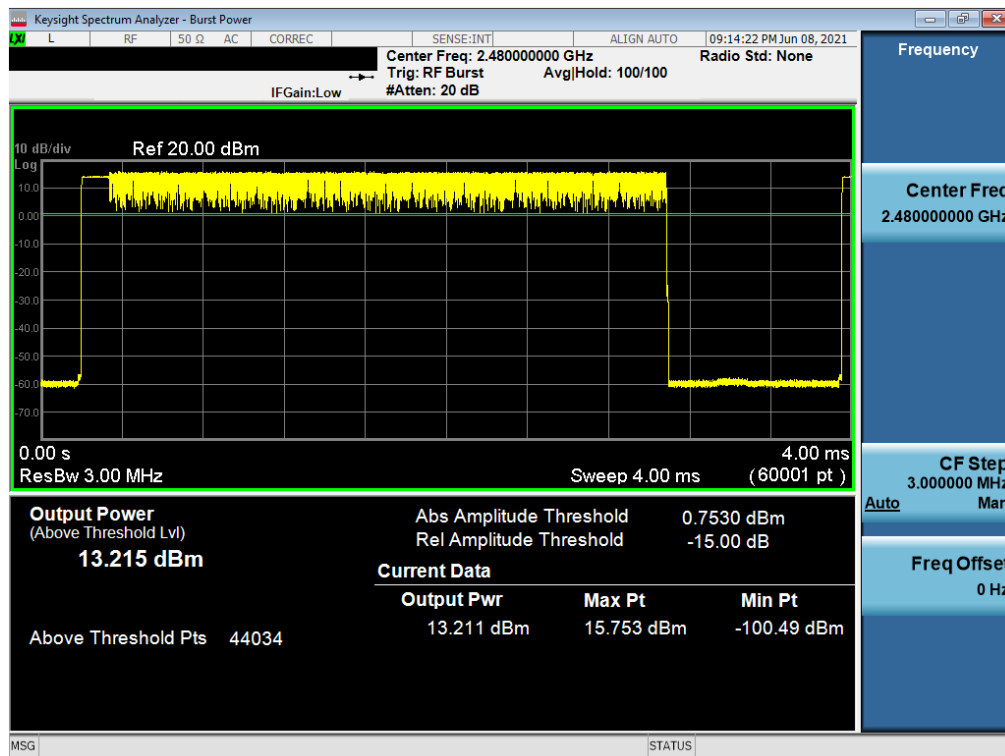 Keysight Spectrum Analyzer - Burst Power
LXI L RF 50 Ω AC CORREC SENSE:INT ALIGN AUTO 09:14:22 PM Jun 08, 2021
Center Freq: 2.480000000 GHz Radio Std: None
Trig: RF Burst Avg|Hold: 100/100
IFGain:Low #Atten: 20 dB
Frequency
10 dB/div Ref 20.00 dBm
Log
10.0
0.00
-10.0
-20.0
-30.0
-40.0
-50.0
-60.0
-70.0
0.00 s 4.00 ms
ResBw 3.00 MHz Sweep 4.00 ms (60001 pt )
Center Freq
2.480000000 GHz
CF Step
3.000000 MHz
Auto Man
Freq Offset
0 Hz
Output Power
(Above Threshold Lvl)
13.215 dBm
Above Threshold Pts 44034
Abs Amplitude Threshold 0.7530 dBm
Rel Amplitude Threshold -15.00 dB
Current Data
Output Pwr Max Pt Min Pt
13.211 dBm 15.753 dBm -100.49 dBm
MSG STATUS